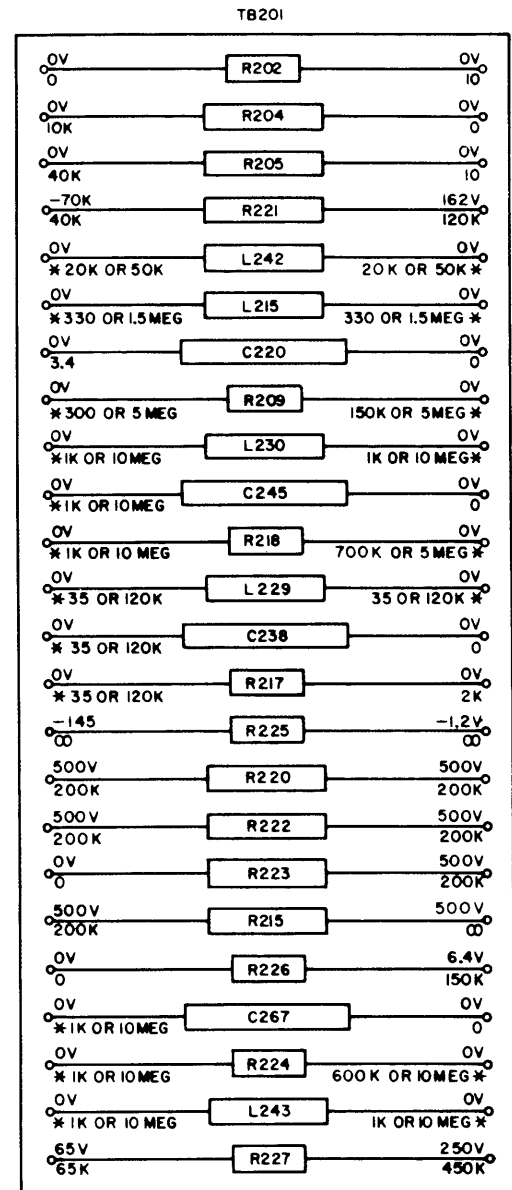 TB201
0V R202 0V
0 10
0V R204 0V
10K 0
0V R205 0V
40K 10
-70K R221 162V
40K 120K
0V L242 0V
*20K OR 50K 20K OR 50K *
0V L215 0V
*330 OR 1.5MEG 330 OR 1.5MEG *
0V C220 0V
3.4 0
0V R209 0V
*300 OR 5MEG 150K OR 5MEG *
0V L230 0V
*1K OR 10MEG 1K OR 10MEG*
0V C245 0V
*1K OR 10MEG 0
0V R218 0V
*1K OR 10 MEG 700K OR 5MEG *
0V L229 0V
*35 OR 120K 35 OR 120K *
0V C238 0V
* 35 OR 120K 0
0V R217 0V
*35 OR 120K 2K
-145 R225 -1.2V
∞ ∞
500V R220 500V
200K 200K
500V R222 500V
200K 200K
0V R223 500V
0 200K
500V R215 500V
200K ∞
0V R226 6.4V
0 150K
0V C267 0V
*1K OR 10MEG 0
0V R224 0V
* 1K OR 10MEG 600K OR 10MEG *
0V L243 0V
* 1K OR 10 MEG 1K OR 10 MEG *
65V R227 250V
65K 450K